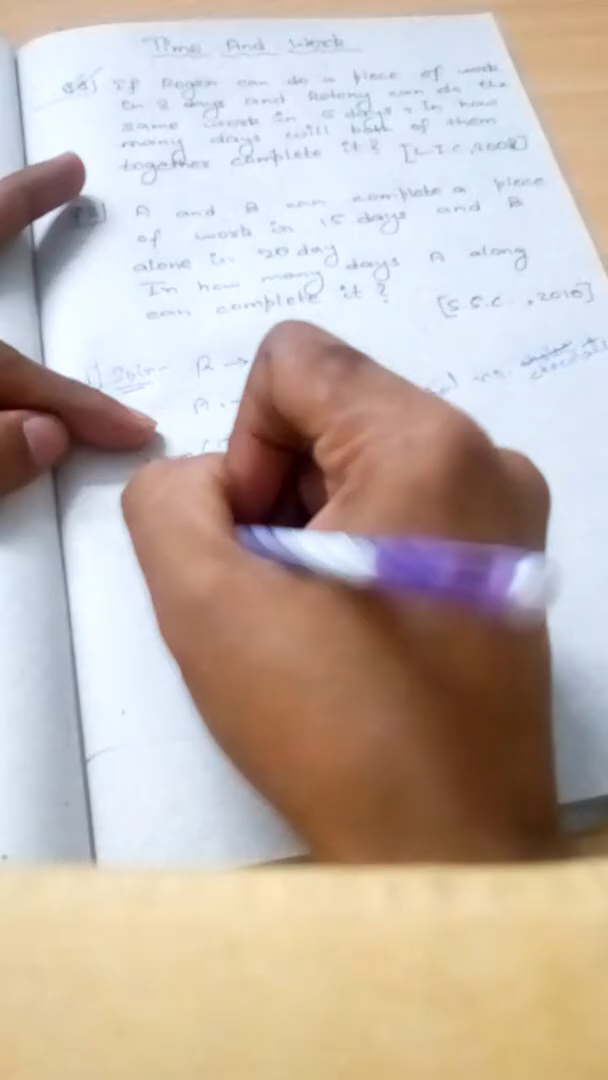 Time And Work
Q1) If Rogen can do a piece of work
in 8 days and Antony can do the
same work in 5 days, In how
many days will both of them
together complete it? [L.I.C, 2008]
A and B can complete a piece
of work in 15 days and B
alone in 20 day
In how many days A along
can complete it? [S.S.C., 2010]
1) Soln- R →
A